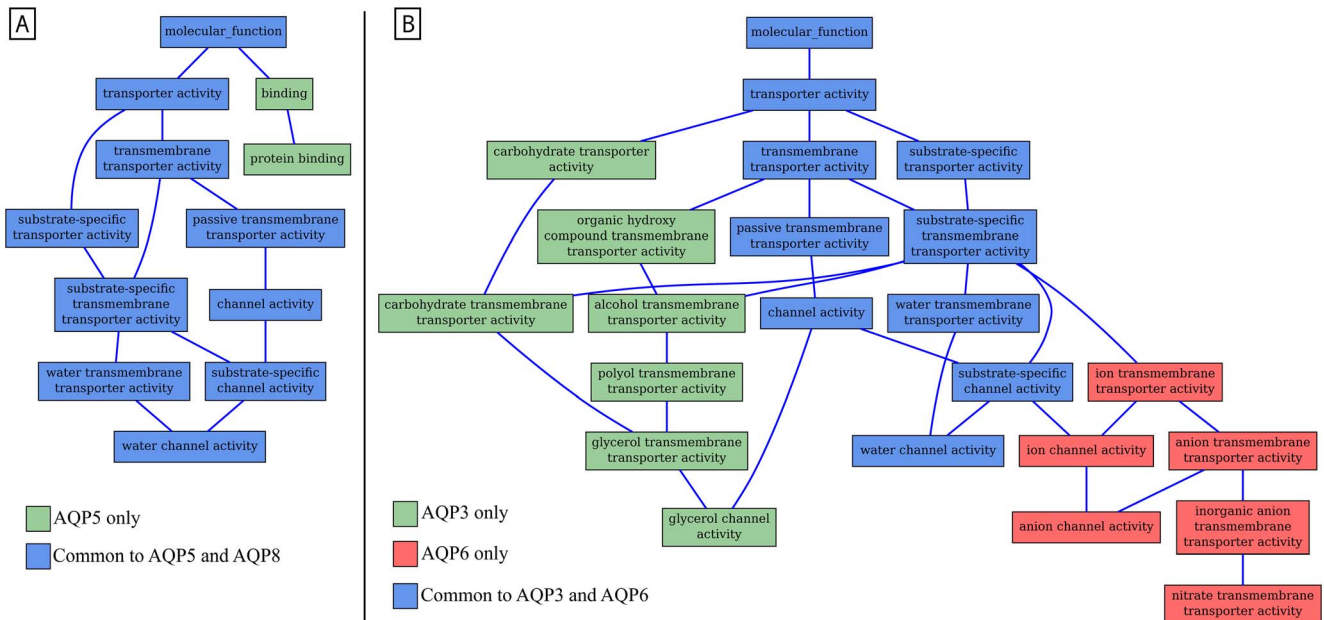 A
molecular_function
transporter activity
binding
transmembrane
transporter activity
protein binding
substrate-specific
transporter activity
passive transmembrane
transporter activity
substrate-specific
transmembrane
transporter activity
channel activity
water transmembrane
transporter activity
substrate-specific
channel activity
water channel activity
AQP5 only
Common to AQP5 and AQP8
B
molecular_function
transporter activity
carbohydrate transporter
activity
transmembrane
transporter activity
substrate-specific
transporter activity
organic hydroxy
compound transmembrane
transporter activity
passive transmembrane
transporter activity
substrate-specific
transmembrane
transporter activity
carbohydrate transmembrane
transporter activity
alcohol transmembrane
transporter activity
channel activity
water transmembrane
transporter activity
polyol transmembrane
transporter activity
substrate-specific
channel activity
ion transmembrane
transporter activity
glycerol transmembrane
transporter activity
water channel activity
ion channel activity
anion transmembrane
transporter activity
glycerol channel
activity
anion channel activity
inorganic anion
transmembrane
transporter activity
nitrate transmembrane
transporter activity
AQP3 only
AQP6 only
Common to AQP3 and AQP6